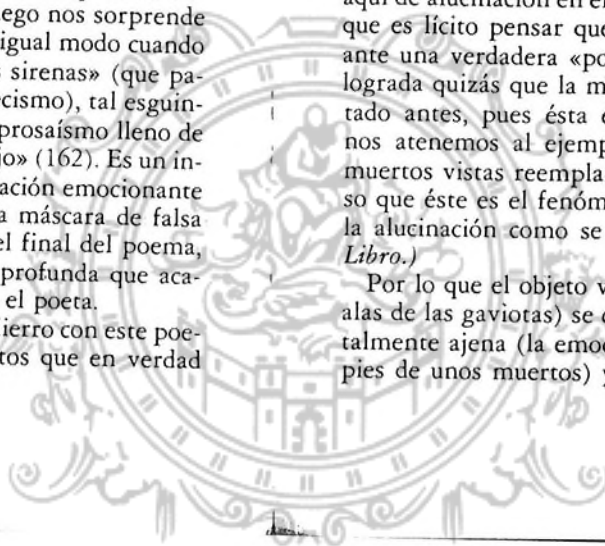 ego nos sorprende
igual modo cuando
sirenas» (que pa-
cismo), tal esguin-
prosaísmo lleno de
jo» (162). Es un in-
ación emocionante
a máscara de falsa
el final del poema,
profunda que aca-
el poeta.
ierro con este poe-
tos que en verdad
aquí de alucinación en el
que es lícito pensar que
ante una verdadera «po
lograda quizás que la m
tado antes, pues ésta e
nos atenemos al ejemp
muertos vistas reempla
so que éste es el fenóm
la alucinación como se
Libro.)
Por lo que el objeto v
alas de las gaviotas) se
talmente ajena (la emoc
pies de unos muertos) y